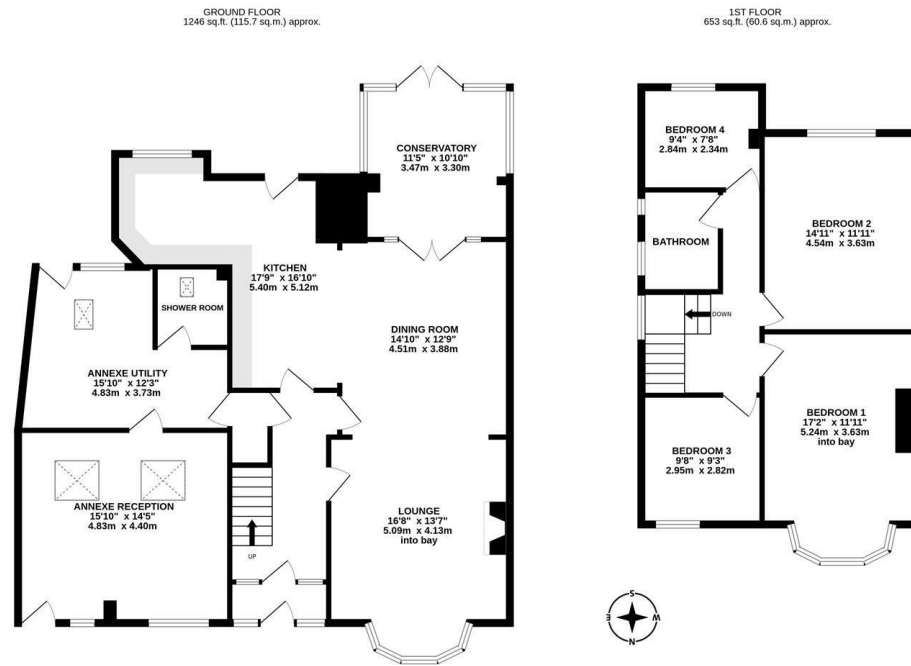 GROUND FLOOR
1246 sq.ft. (115.7 sq.m.) approx.
1ST FLOOR
653 sq.ft. (60.6 sq.m.) approx.
CONSERVATORY
11'5" x 10'10"
3.47m x 3.30m
KITCHEN
17'9" x 16'10"
5.40m x 5.12m
SHOWER ROOM
DINING ROOM
14'10" x 12'9"
4.51m x 3.88m
ANNEXE UTILITY
15'10" x 12'3"
4.83m x 3.73m
ANNEXE RECEPTION
15'10" x 14'5"
4.83m x 4.40m
LOUNGE
16'8" x 13'7"
5.09m x 4.13m
into bay
UP
BEDROOM 4
9'4" x 7'8"
2.84m x 2.34m
BATHROOM
BEDROOM 2
14'11" x 11'11"
4.54m x 3.63m
DOWN
BEDROOM 1
17'2" x 11'11"
5.24m x 3.63m
into bay
BEDROOM 3
9'8" x 9'3"
2.95m x 2.82m
S
E
W
N